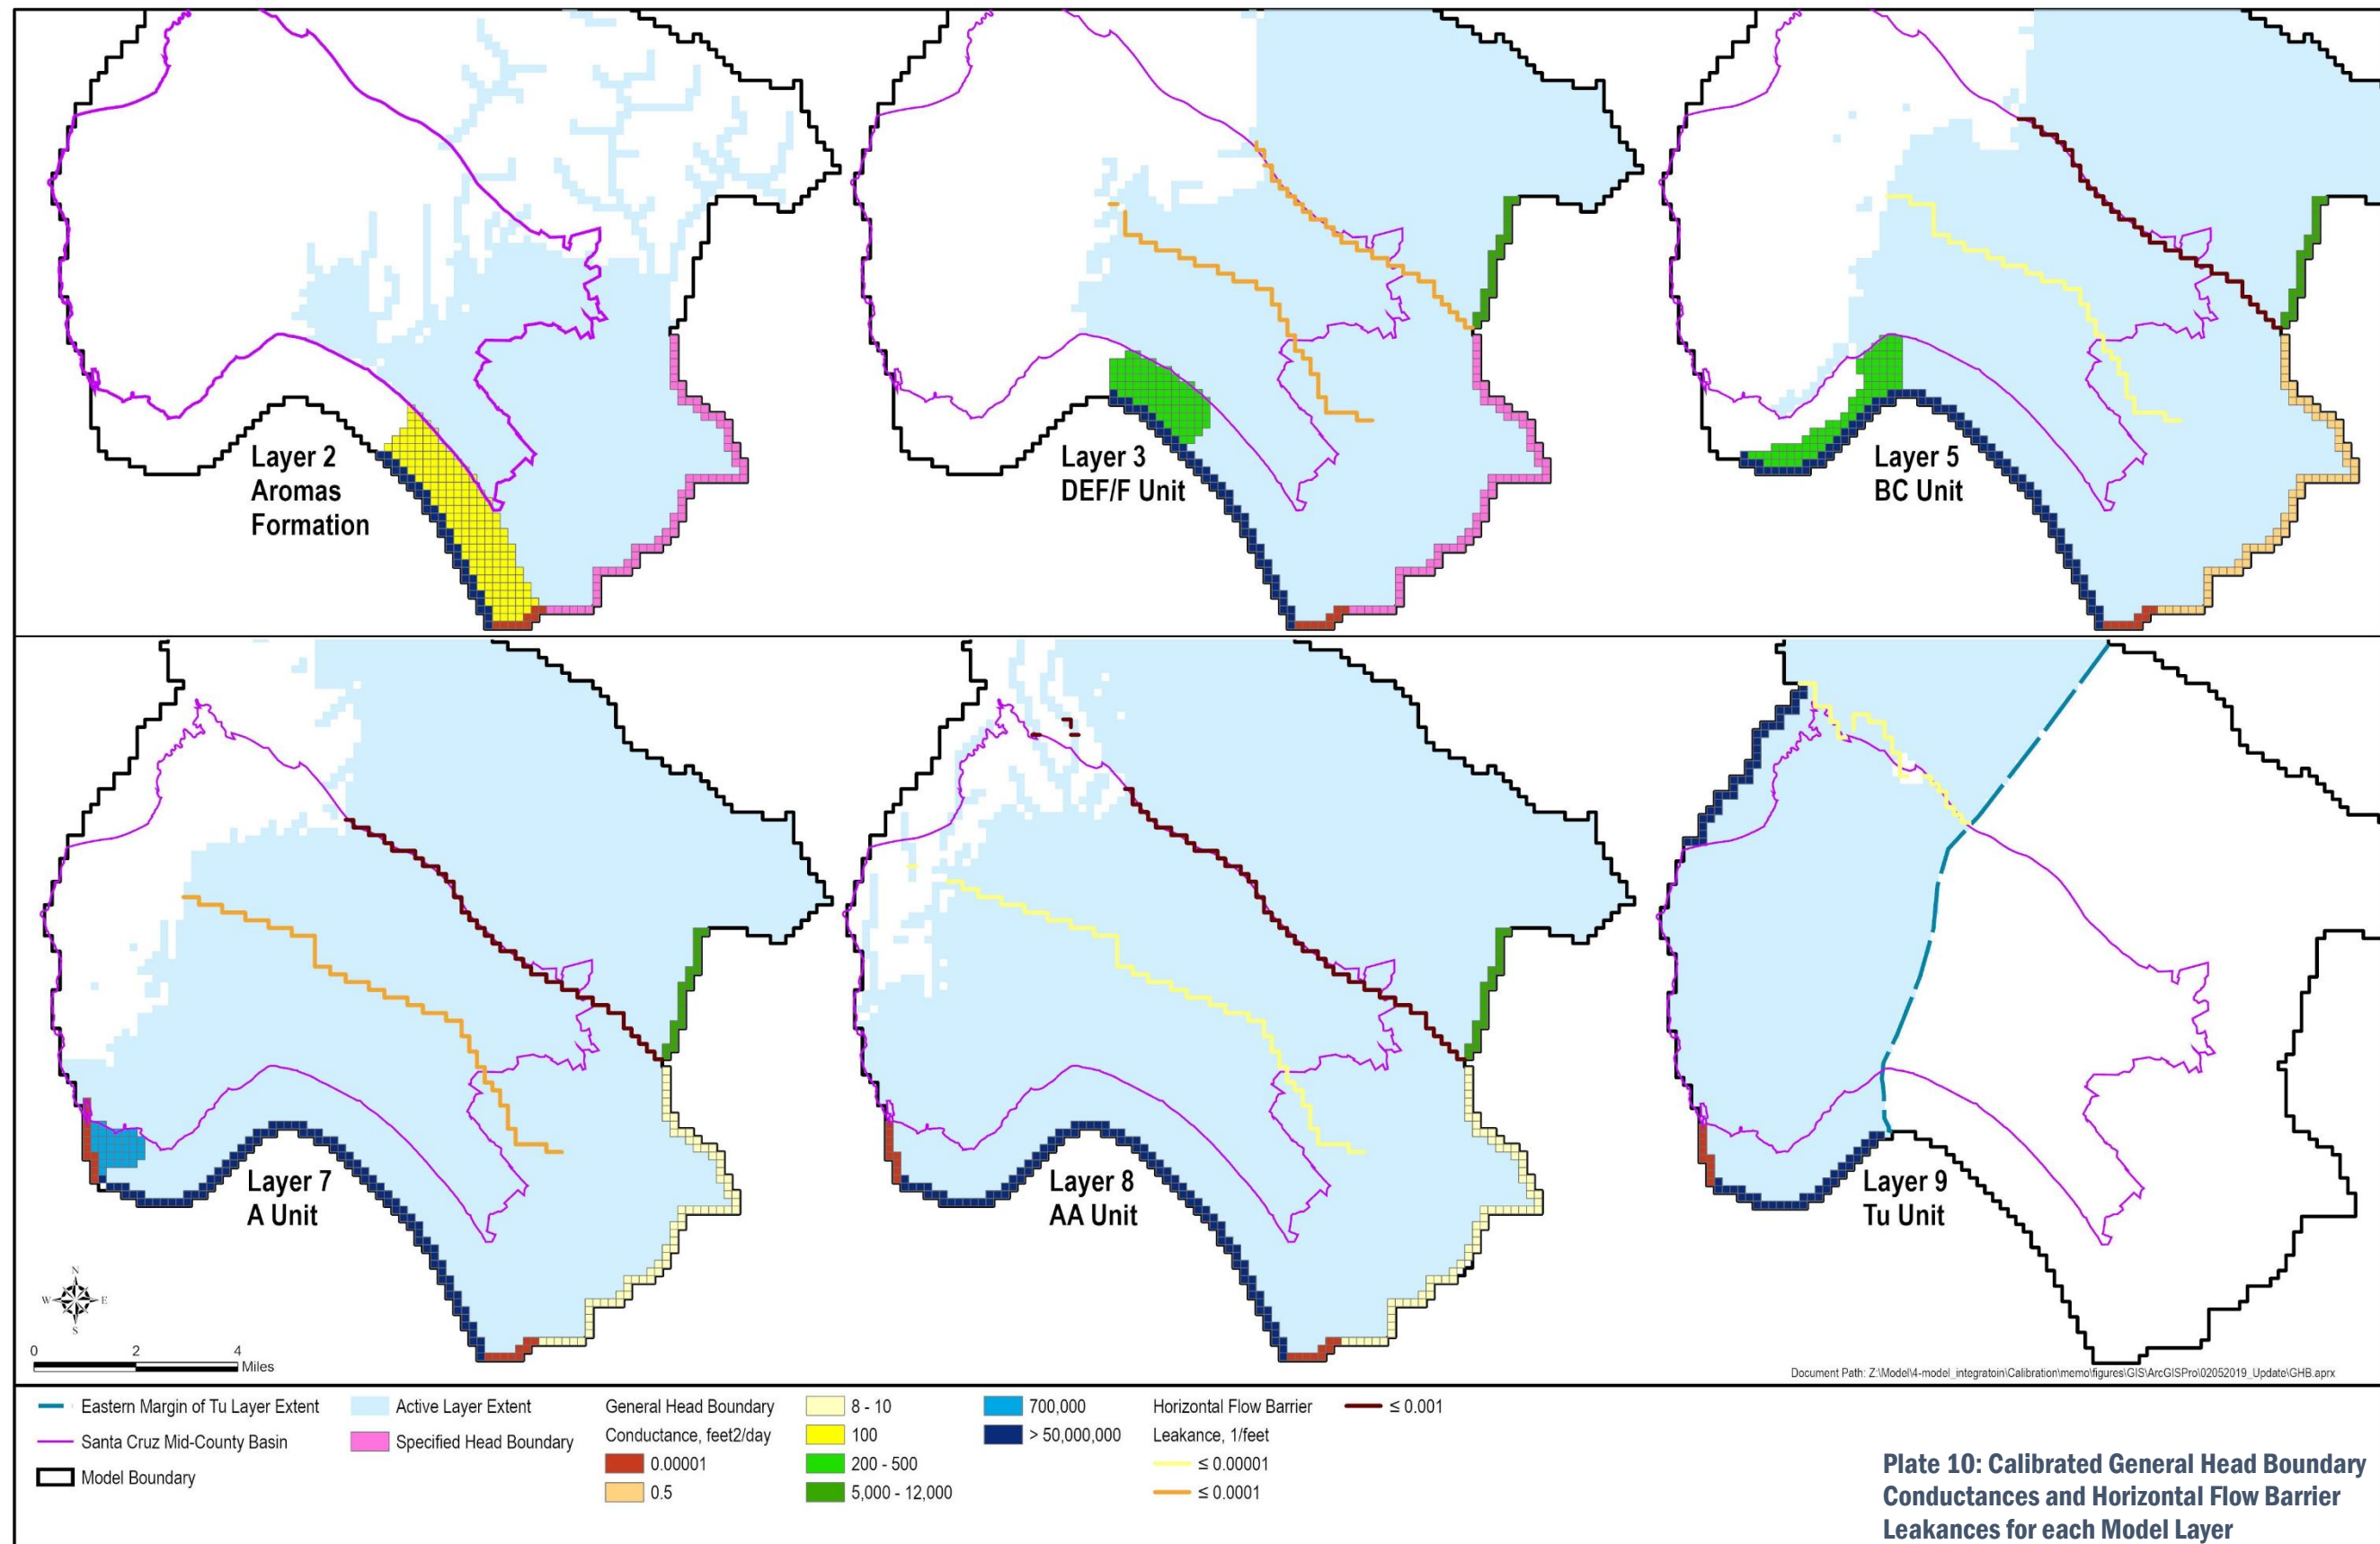 Layer 2
Aromas
Formation
Layer 3
DEF/F Unit
Layer 5
BC Unit
Layer 7
A Unit
Layer 8
AA Unit
Layer 9
Tu Unit
N
W E
S
0 2 4
Miles
Document Path: Z:\Model\4-model_integratoin\Calibration\memo\figures\GIS\ArcGISPro\02052019_Update\GHB.aprx
Eastern Margin of Tu Layer Extent
Santa Cruz Mid-County Basin
Model Boundary
Active Layer Extent
Specified Head Boundary
General Head Boundary
Conductance, feet2/day
0.00001
0.5
8 - 10
100
200 - 500
5,000 - 12,000
700,000
> 50,000,000
Horizontal Flow Barrier
Leakance, 1/feet
≤ 0.00001
≤ 0.0001
≤ 0.001
Plate 10: Calibrated General Head Boundary
Conductances and Horizontal Flow Barrier
Leakances for each Model Layer